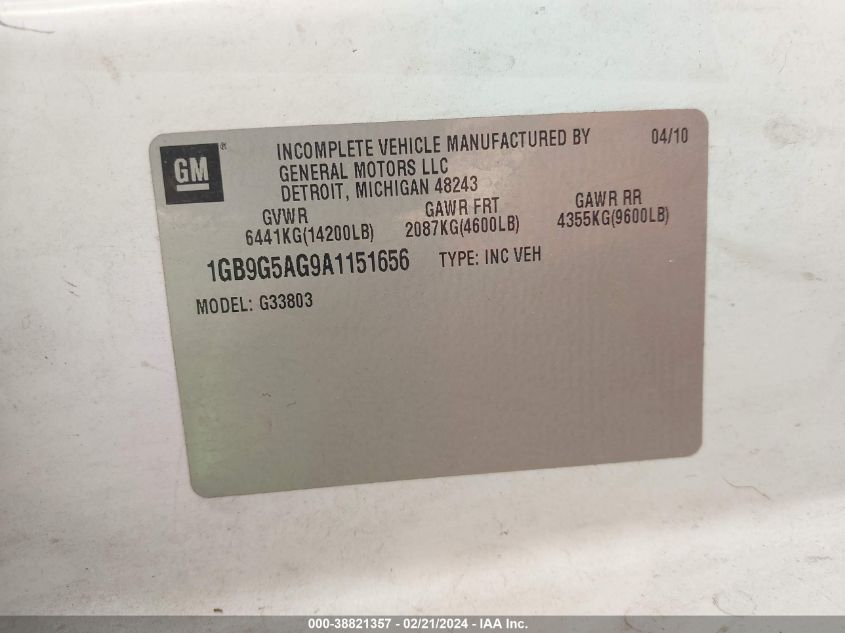 GM®
INCOMPLETE VEHICLE MANUFACTURED BY 04/10
GENERAL MOTORS LLC
DETROIT, MICHIGAN 48243
GVWR GAWR FRT GAWR RR
6441KG(14200LB) 2087KG(4600LB) 4355KG(9600LB)
1GB9G5AG9A1151656 TYPE: INC VEH
MODEL: G33803
000-38821357 - 02/21/2024 - IAA Inc.